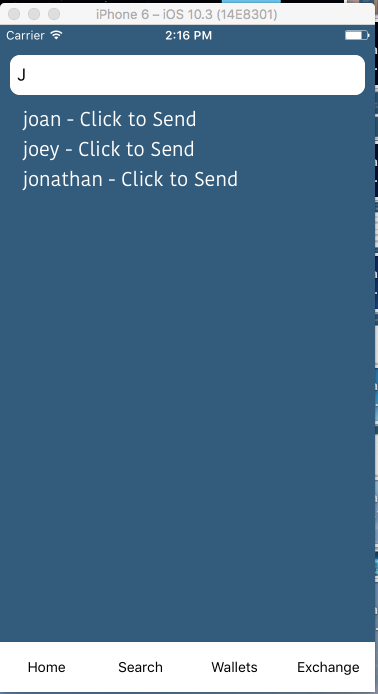 iPhone 6 – iOS 10.3 (14E8301)
Carrier 2:16 PM
J
joan - Click to Send
joey - Click to Send
jonathan - Click to Send
Home Search Wallets Exchange